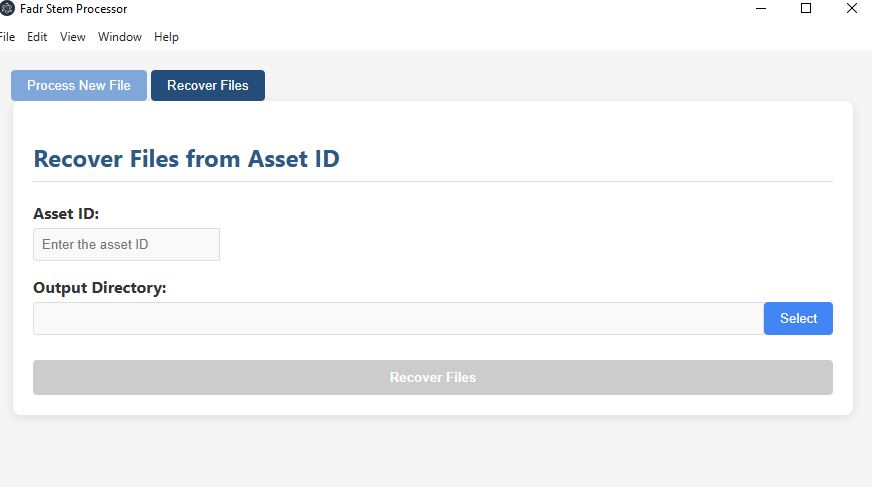 Fadr Stem Processor
File Edit View Window Help
Process New File Recover Files
Recover Files from Asset ID
Asset ID:
Enter the asset ID
Output Directory:
Select
Recover Files